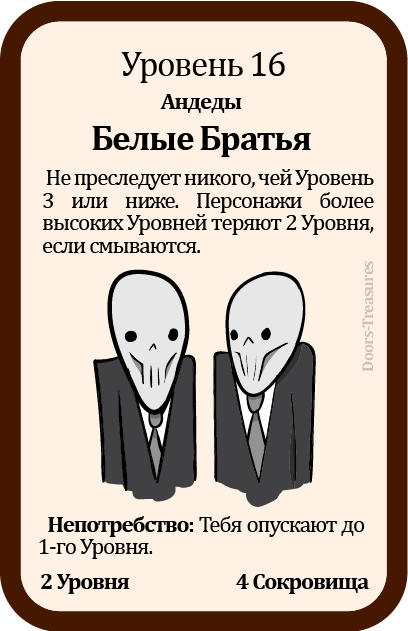 Уровень 16
Андеды
Белые Братья
Не преследует никого, чей Уровень
3 или ниже. Персонажи более
высоких Уровней теряют 2 Уровня,
если смываются.
Doors-Treasures
Непотребство: Тебя опускают до
1-го Уровня.
2 Уровня 4 Сокровища